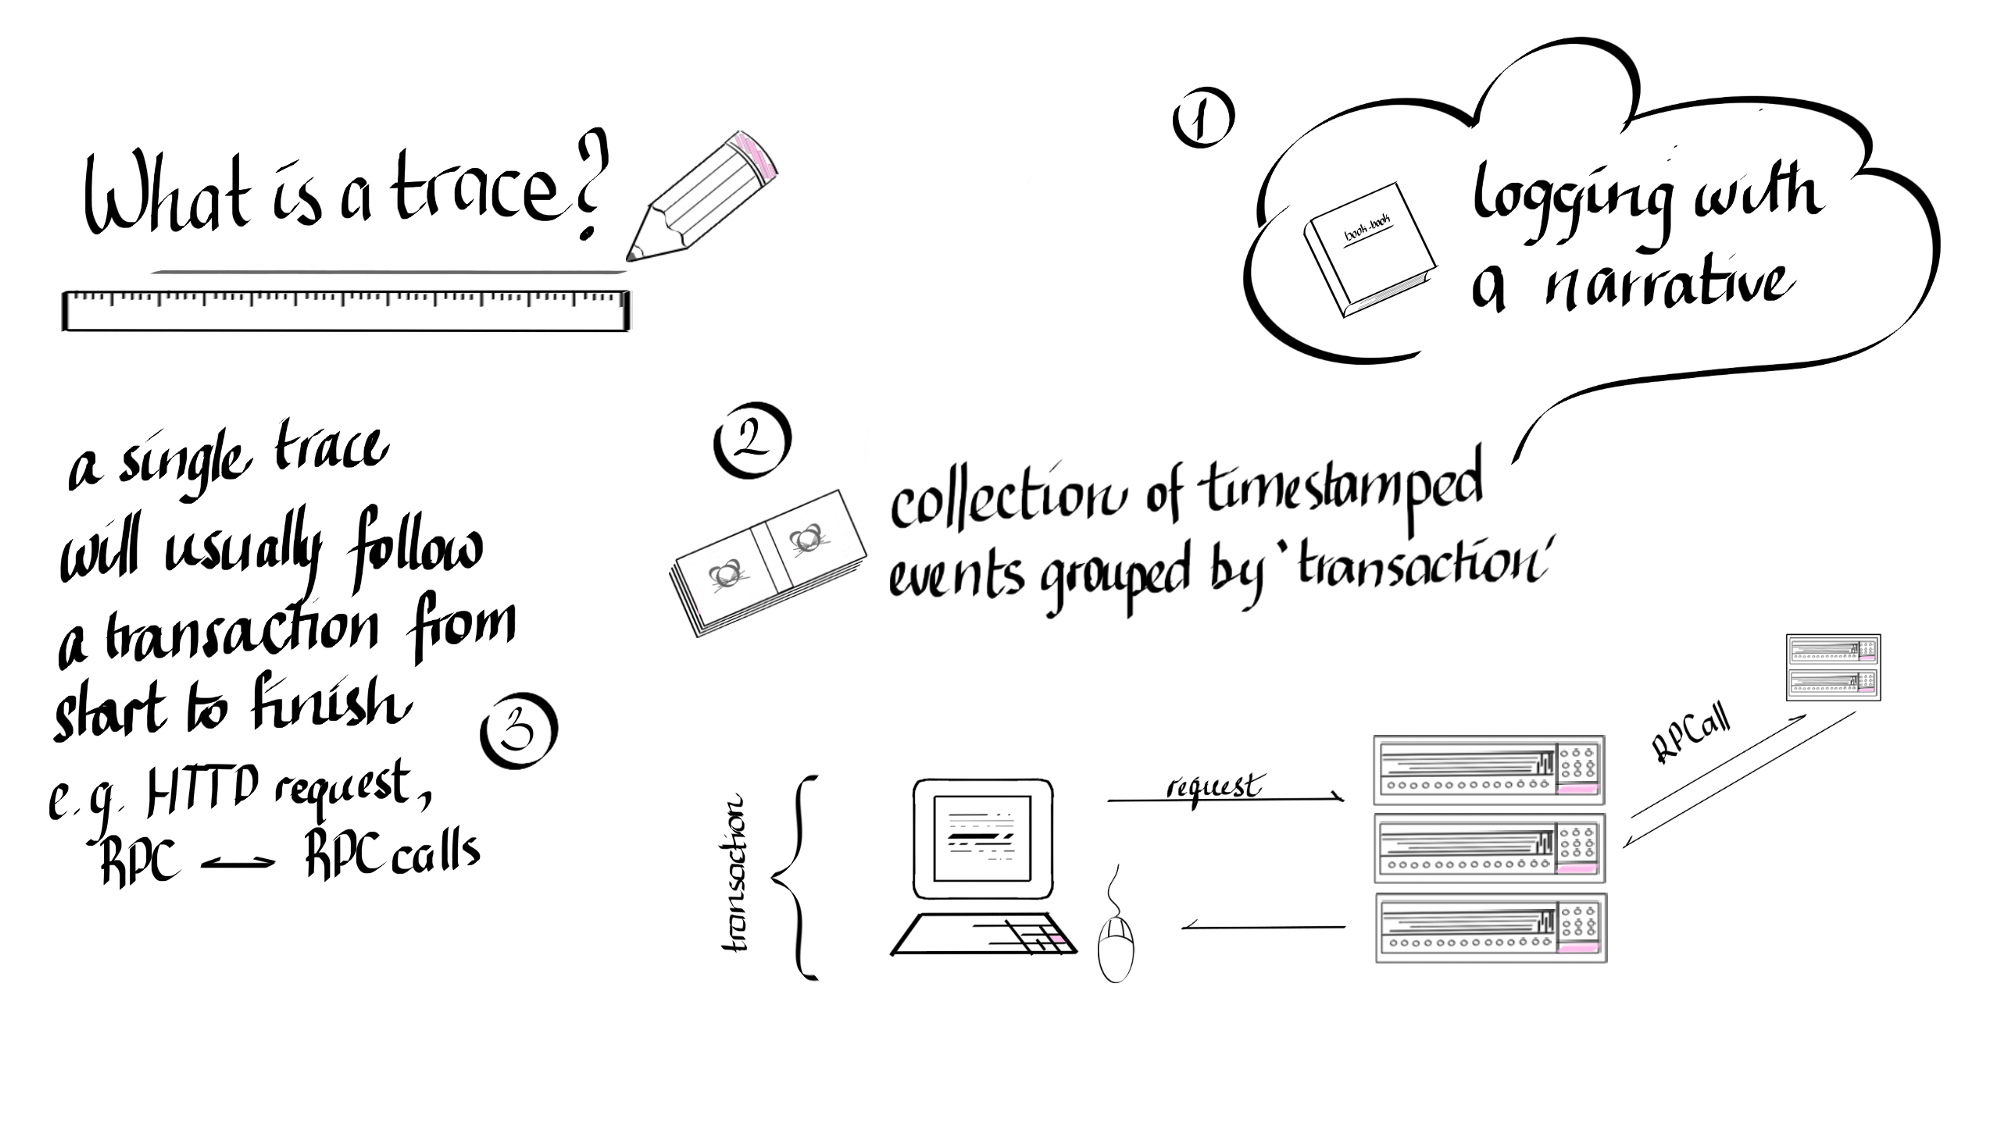 What is a trace?
1
book-book
logging with
a narrative
2
collection of timestamped
events grouped by 'transaction'
a single trace
will usually follow
a transaction from
start to finish
3
e.g. HTTP request,
RPC ↔ RPC calls
transaction
request
RPCall